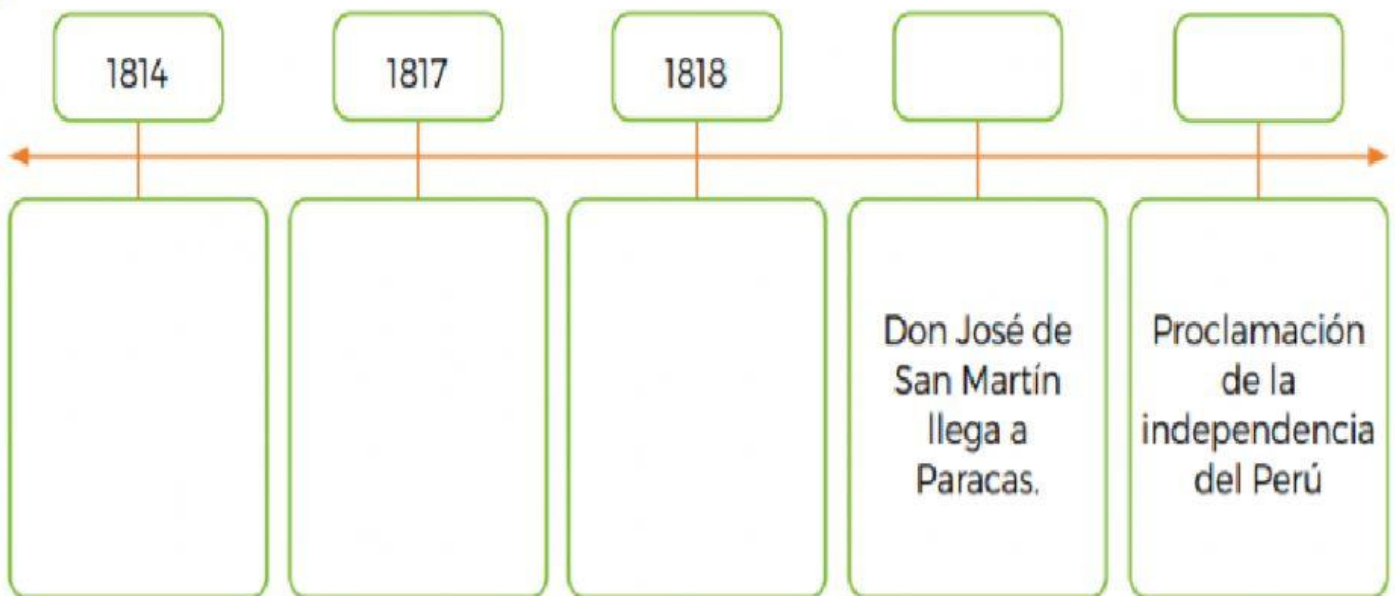 1814
1817
1818
Don José de
San Martín
llega a
Paracas.
Proclamación
de la
independencia
del Perú